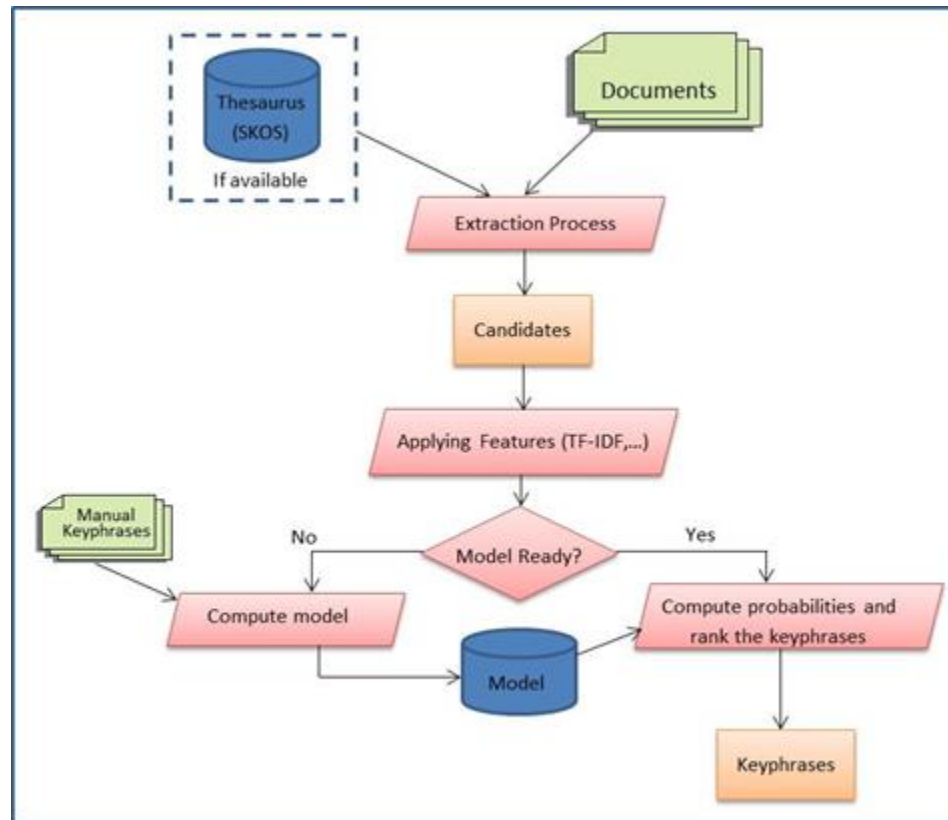 Thesaurus
(SKOS)
If available
Documents
Extraction Process
Candidates
Applying Features (TF-IDF,...)
Manual
Keyphrases
No
Model Ready?
Yes
Compute model
Compute probabilities and
rank the keyphrases
Model
Keyphrases